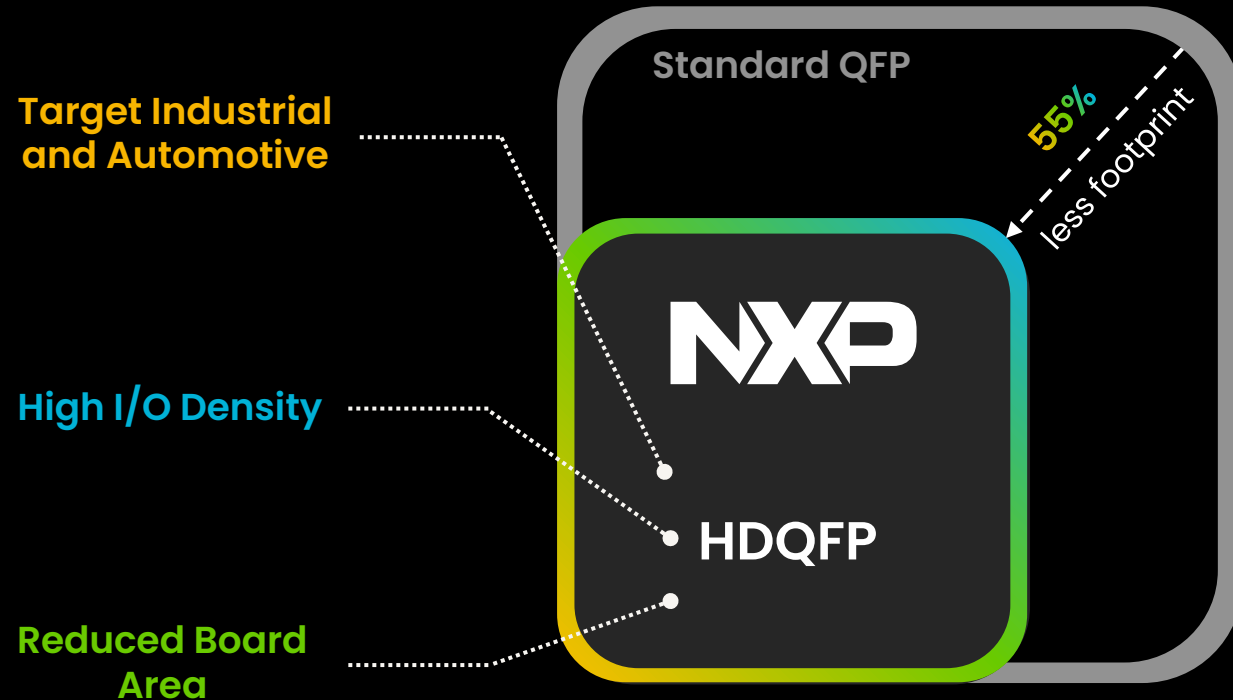 Standard QFP
55%
less footprint
Target Industrial
and Automotive
NXP
High I/O Density
HDQFP
Reduced Board
Area